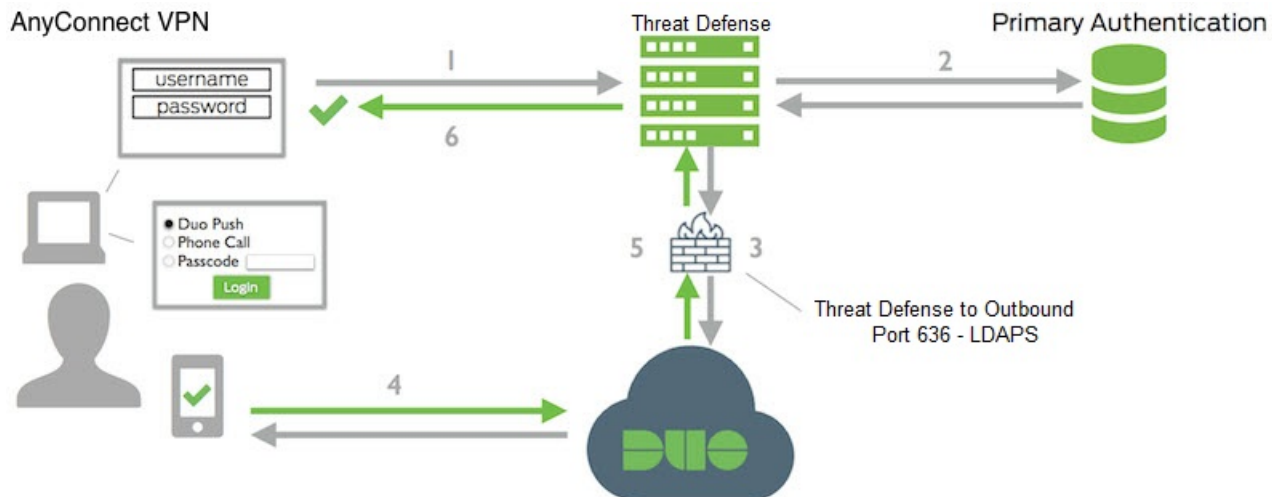 AnyConnect VPN
Threat Defense
Primary Authentication
username
password
1
2
6
Duo Push
Phone Call
Passcode
Login
5
3
Threat Defense to Outbound
Port 636 - LDAPS
4
DUO